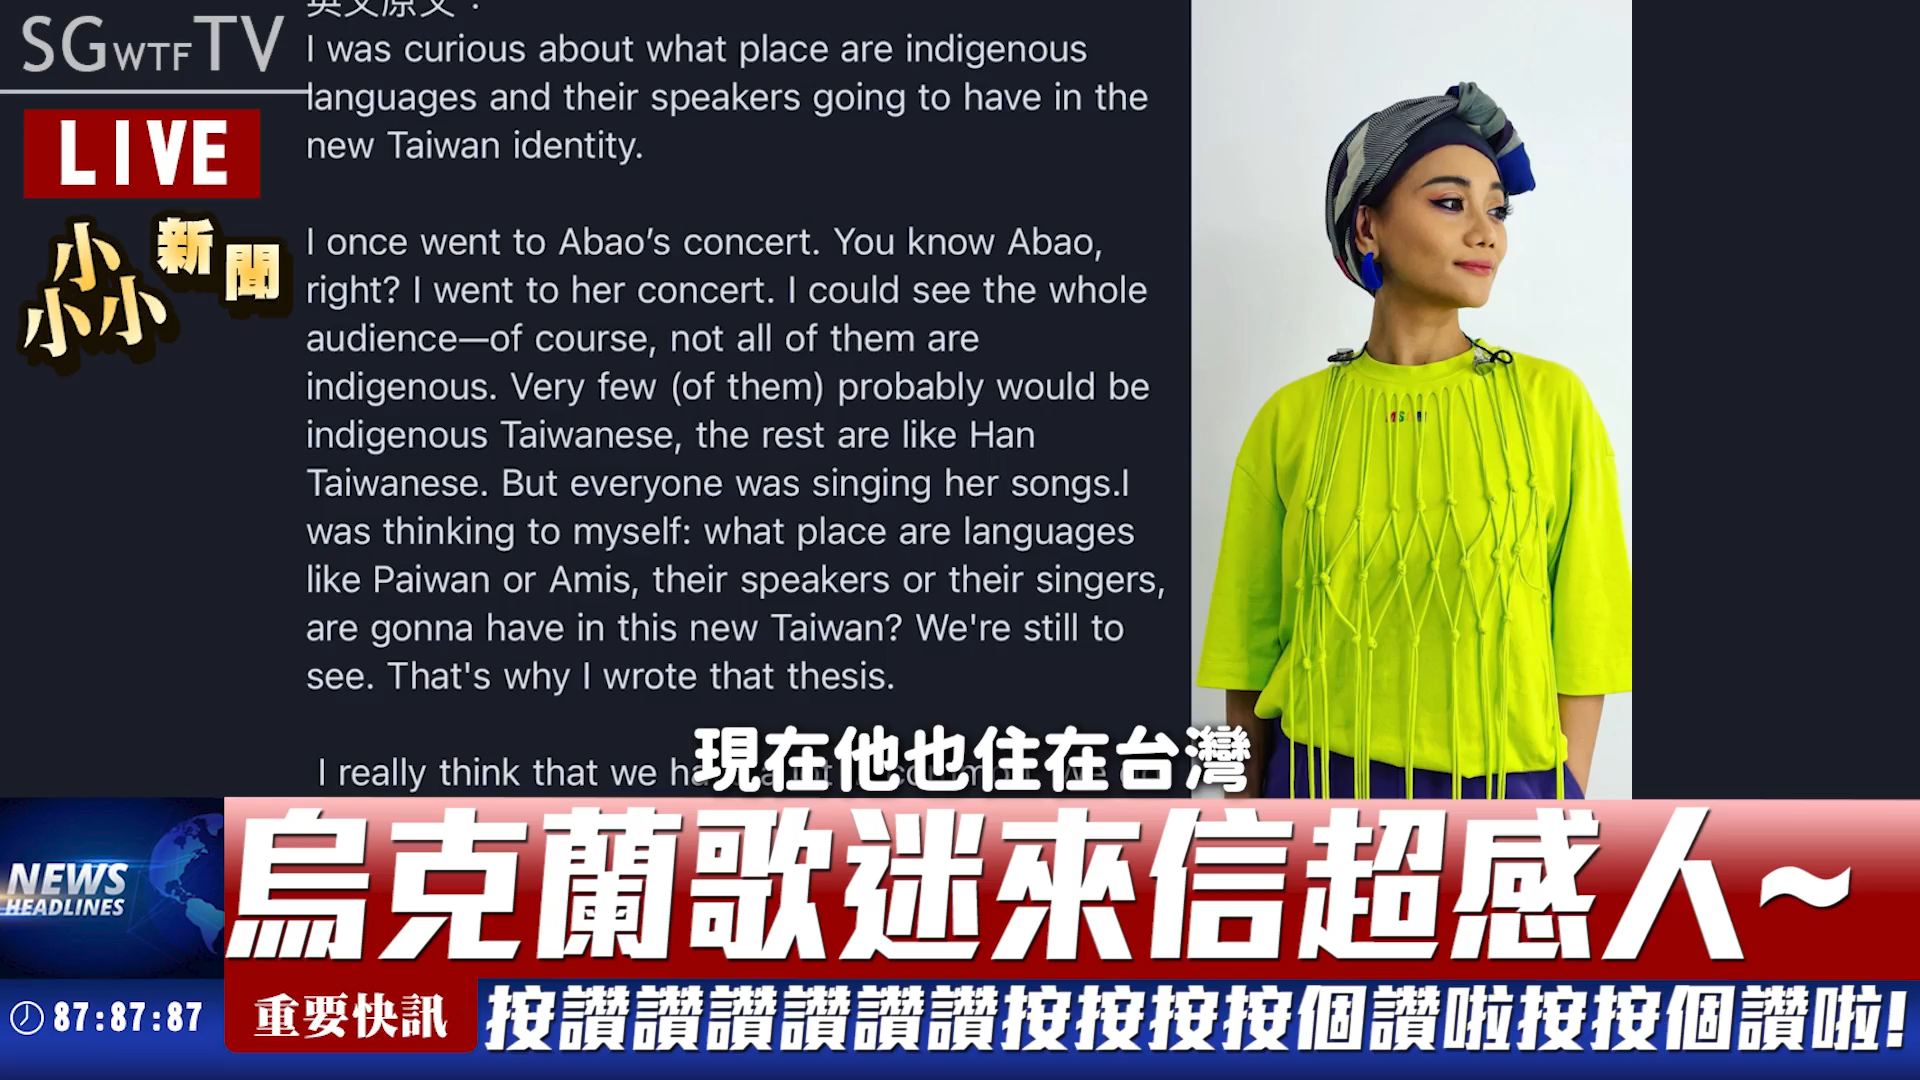 英文原文：
SGWTFTV
LIVE
小小小新聞
I was curious about what place are indigenous
languages and their speakers going to have in the
new Taiwan identity.
I once went to Abao’s concert. You know Abao,
right? I went to her concert. I could see the whole
audience—of course, not all of them are
indigenous. Very few (of them) probably would be
indigenous Taiwanese, the rest are like Han
Taiwanese. But everyone was singing her songs.I
was thinking to myself: what place are languages
like Paiwan or Amis, their speakers or their singers,
are gonna have in this new Taiwan? We're still to
see. That's why I wrote that thesis.
I really think that we
現在他也住在台灣
NEWS
HEADLINES
烏克蘭歌迷來信超感人~
87:87:87
重要快訊
按讚讚讚讚讚讚按按按按個讚啦按按個讚啦!